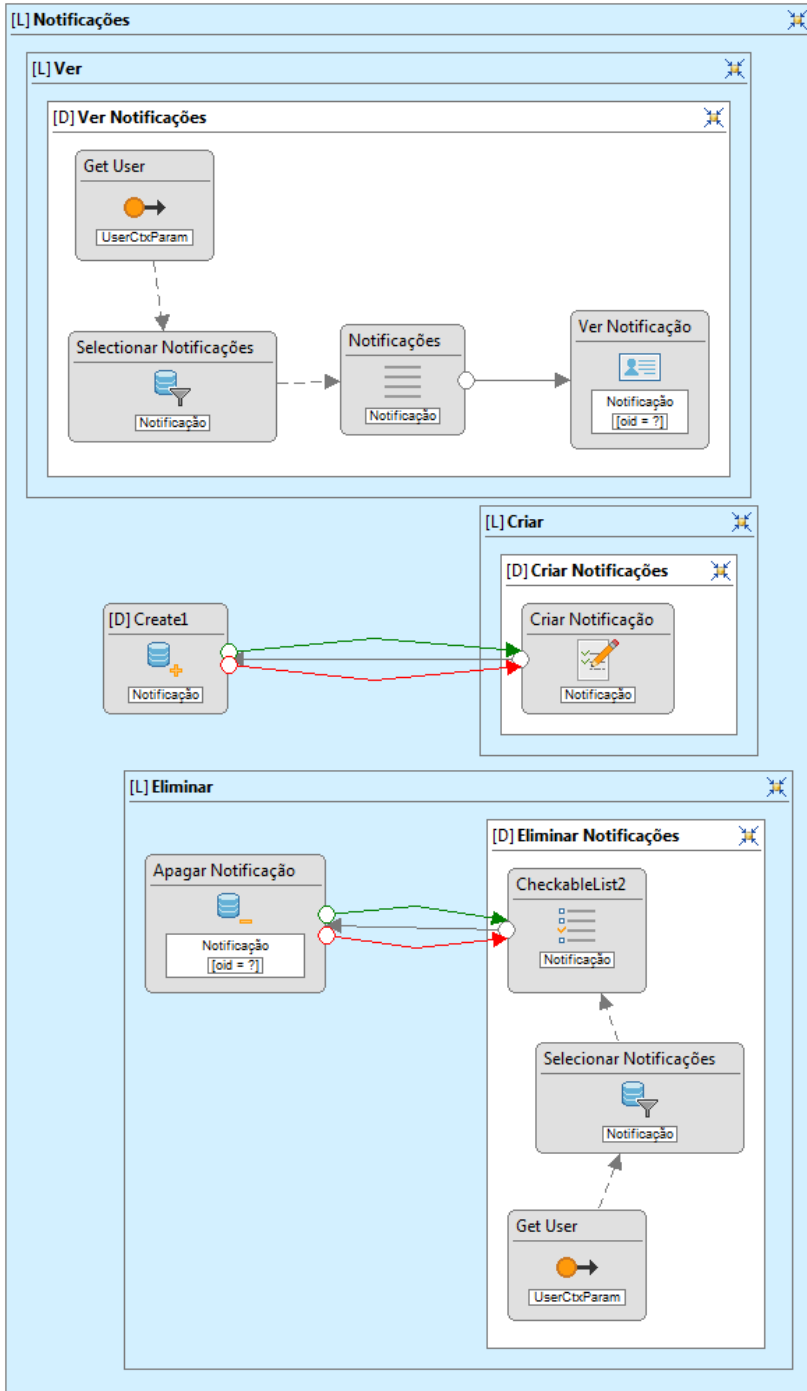 [L] Notificações
[L] Ver
[D] Ver Notificações
Get User
UserCtxParam
Selectionar Notificações
Notificação
Notificações
Notificação
Ver Notificação
Notificação
[oid = ?]
[L] Criar
[D] Criar Notificações
[D] Create1
Notificação
Criar Notificação
Notificação
[L] Eliminar
[D] Eliminar Notificações
Apagar Notificação
Notificação
[oid = ?]
CheckableList2
Notificação
Selecionar Notificações
Notificação
Get User
UserCtxParam